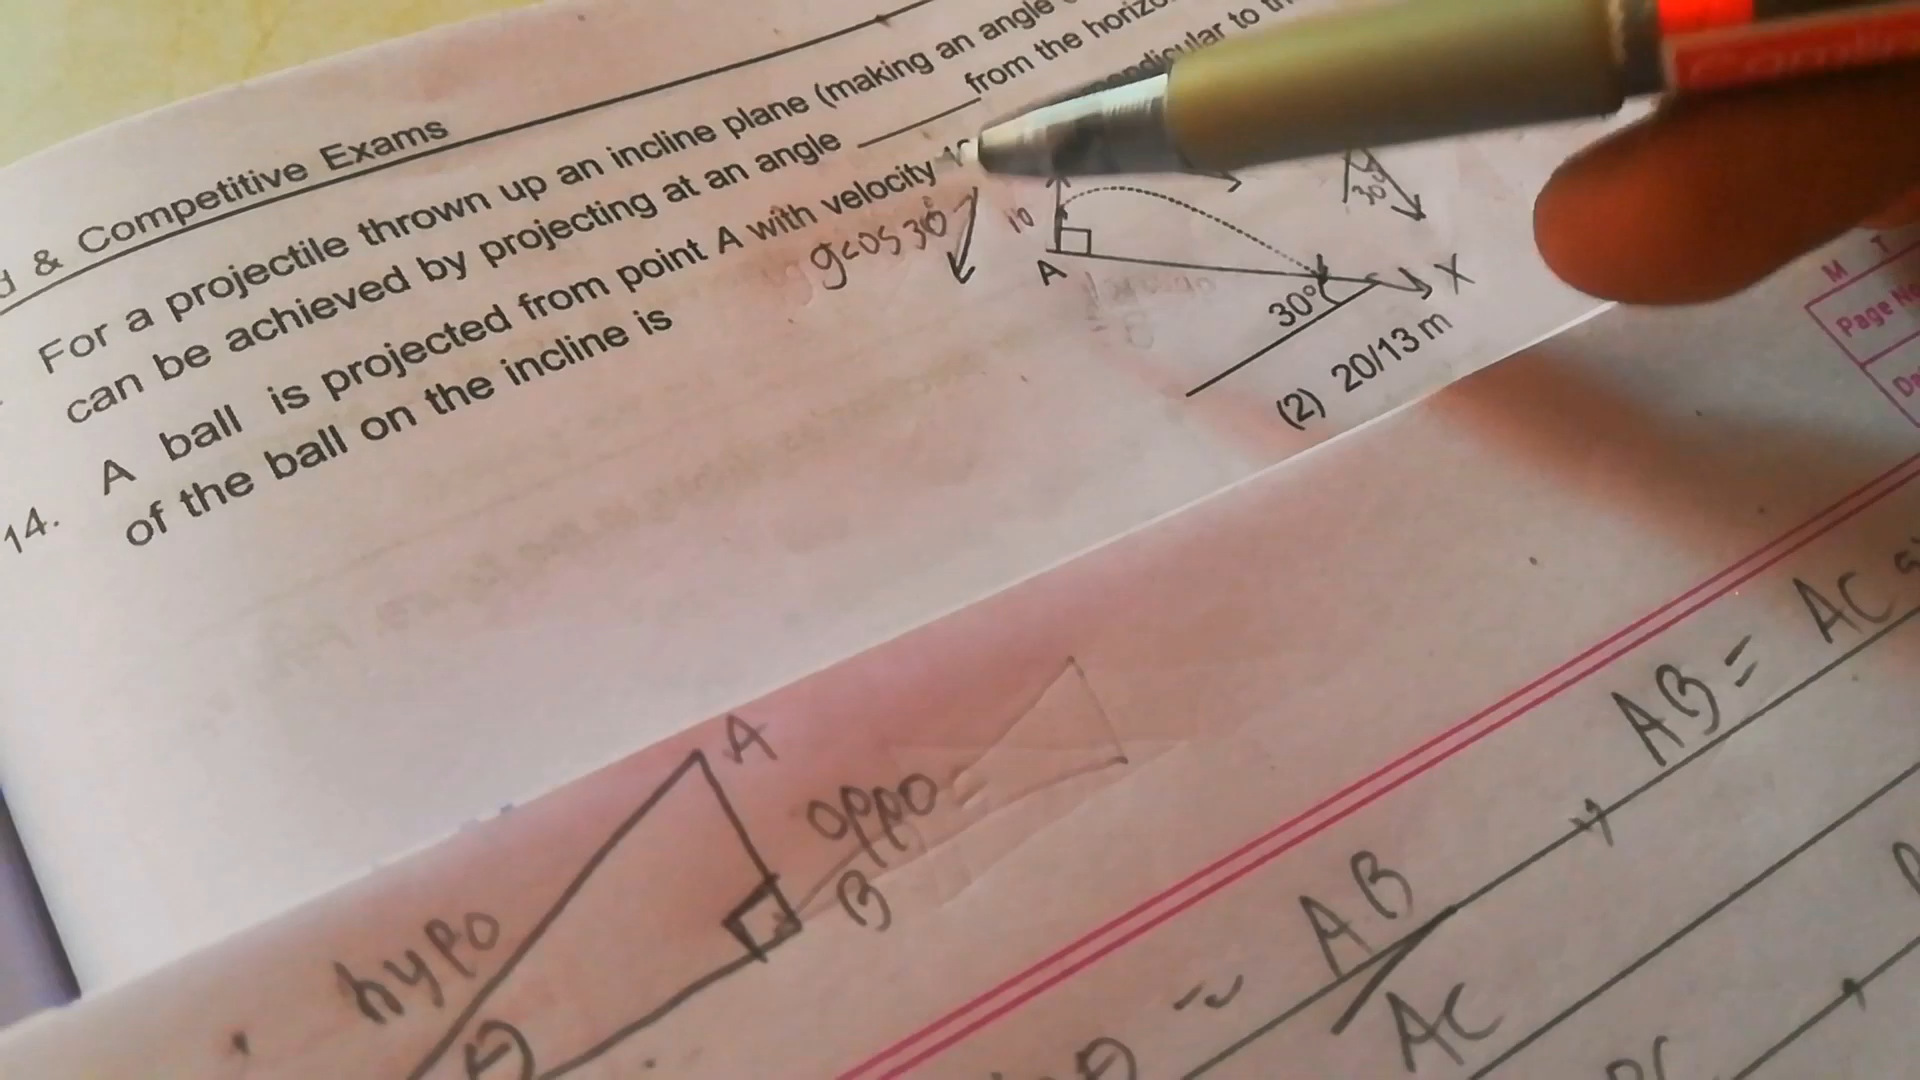 & Competitive Exams
For a projectile thrown up an incline plane (making an angle
can be achieved by projecting at an angle ______ from the
14. A ball is projected from point A with velocity
of the ball on the incline is
gcos30°
10
A
30°
X
30°
(2) 20/13 m
M T
Page
A
hypo
oppo
B
= AB
AC
AB = AC